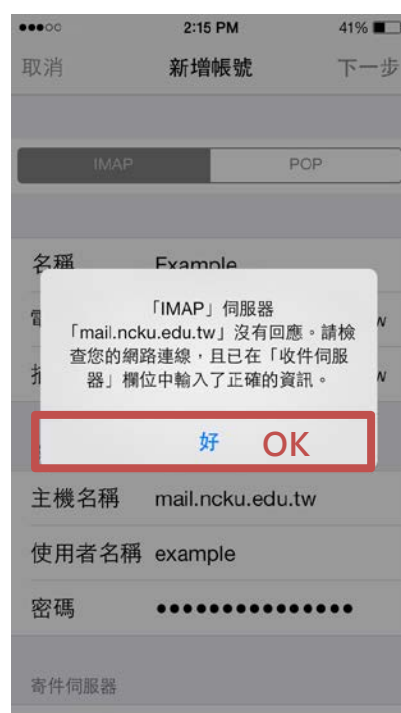 2:15 PM 41%
取消 新增帳號 下一步
IMAP POP
名稱 Example
「IMAP」伺服器
「mail.ncku.edu.tw」沒有回應。請檢
查您的網路連線，且已在「收件伺服
器」欄位中輸入了正確的資訊。
好 OK
主機名稱 mail.ncku.edu.tw
使用者名稱 example
密碼 ●●●●●●●●●●●●●●●
寄件伺服器